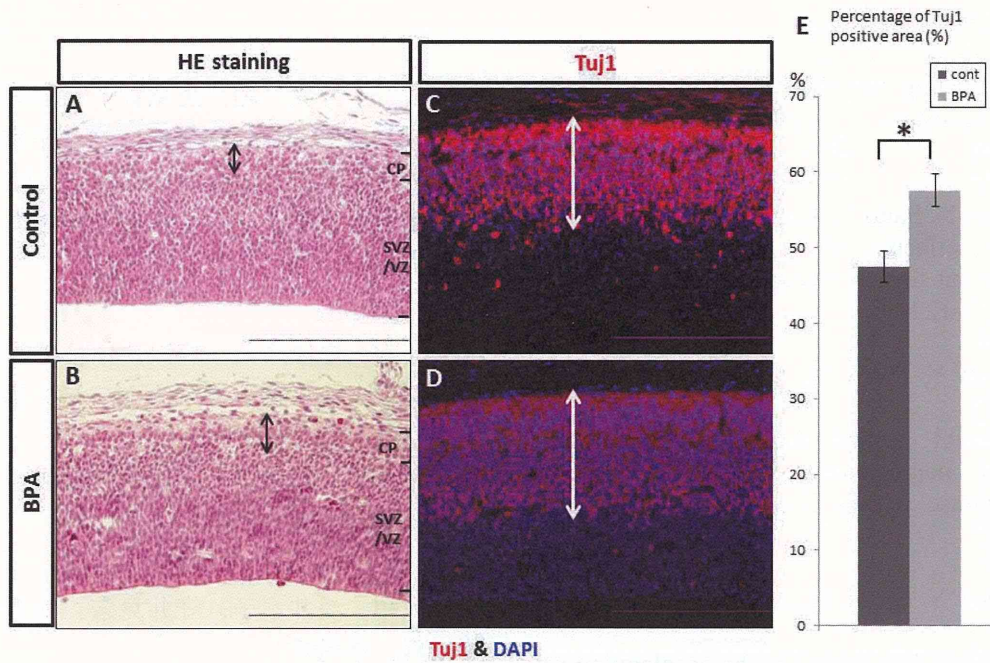 E
Percentage of Tuj1
positive area (%)
HE staining
Tuj1
cont
BPA
%
Control
A
CP
SVZ
/VZ
C
*
BPA
B
CP
SVZ
/VZ
D
70
60
50
40
30
20
10
0
Tuj1 & DAPI